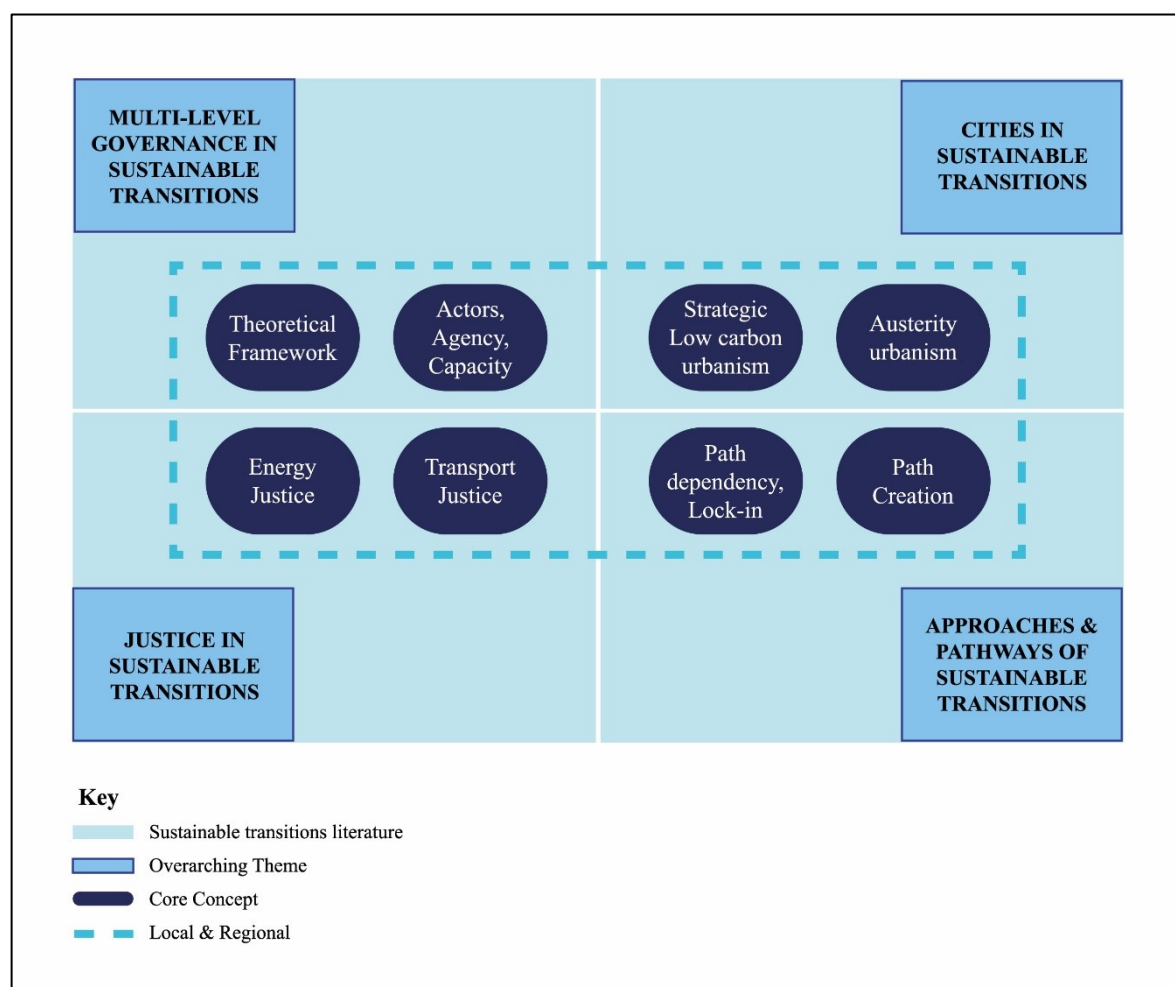 MULTI-LEVEL
GOVERNANCE IN
SUSTAINABLE
TRANSITIONS
CITIES IN
SUSTAINABLE
TRANSITIONS
Theoretical
Framework
Actors,
Agency,
Capacity
Strategic
Low carbon
urbanism
Austerity
urbanism
Energy
Justice
Transport
Justice
Path
dependency,
Lock-in
Path
Creation
JUSTICE IN
SUSTAINABLE
TRANSITIONS
APPROACHES &
PATHWAYS OF
SUSTAINABLE
TRANSITIONS
Key
Sustainable transitions literature
Overarching Theme
Core Concept
Local & Regional